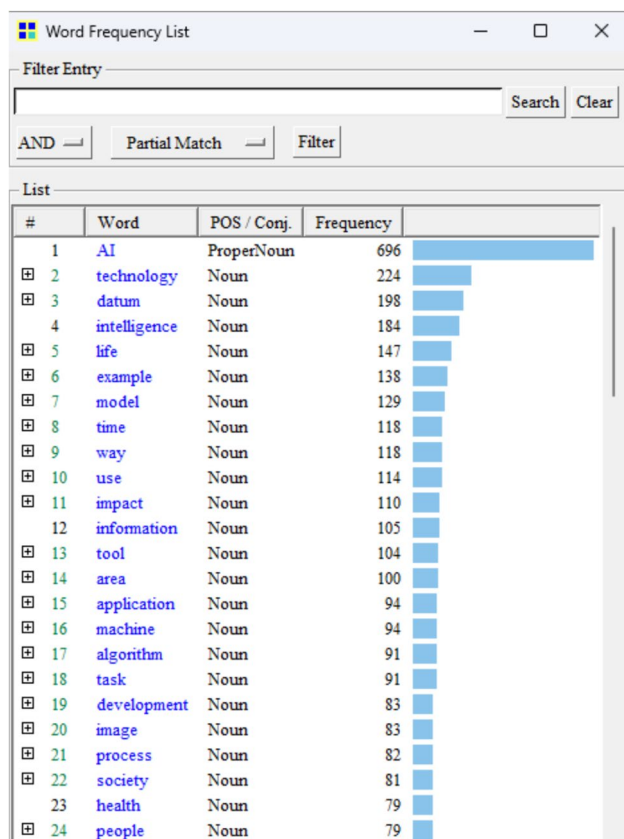 Word Frequency List
Filter Entry
Search Clear
AND Partial Match Filter
List
# Word POS / Conj. Frequency
1 AI ProperNoun 696
2 technology Noun 224
3 datum Noun 198
4 intelligence Noun 184
5 life Noun 147
6 example Noun 138
7 model Noun 129
8 time Noun 118
9 way Noun 118
10 use Noun 114
11 impact Noun 110
12 information Noun 105
13 tool Noun 104
14 area Noun 100
15 application Noun 94
16 machine Noun 94
17 algorithm Noun 91
18 task Noun 91
19 development Noun 83
20 image Noun 83
21 process Noun 82
22 society Noun 81
23 health Noun 79
24 people Noun 79